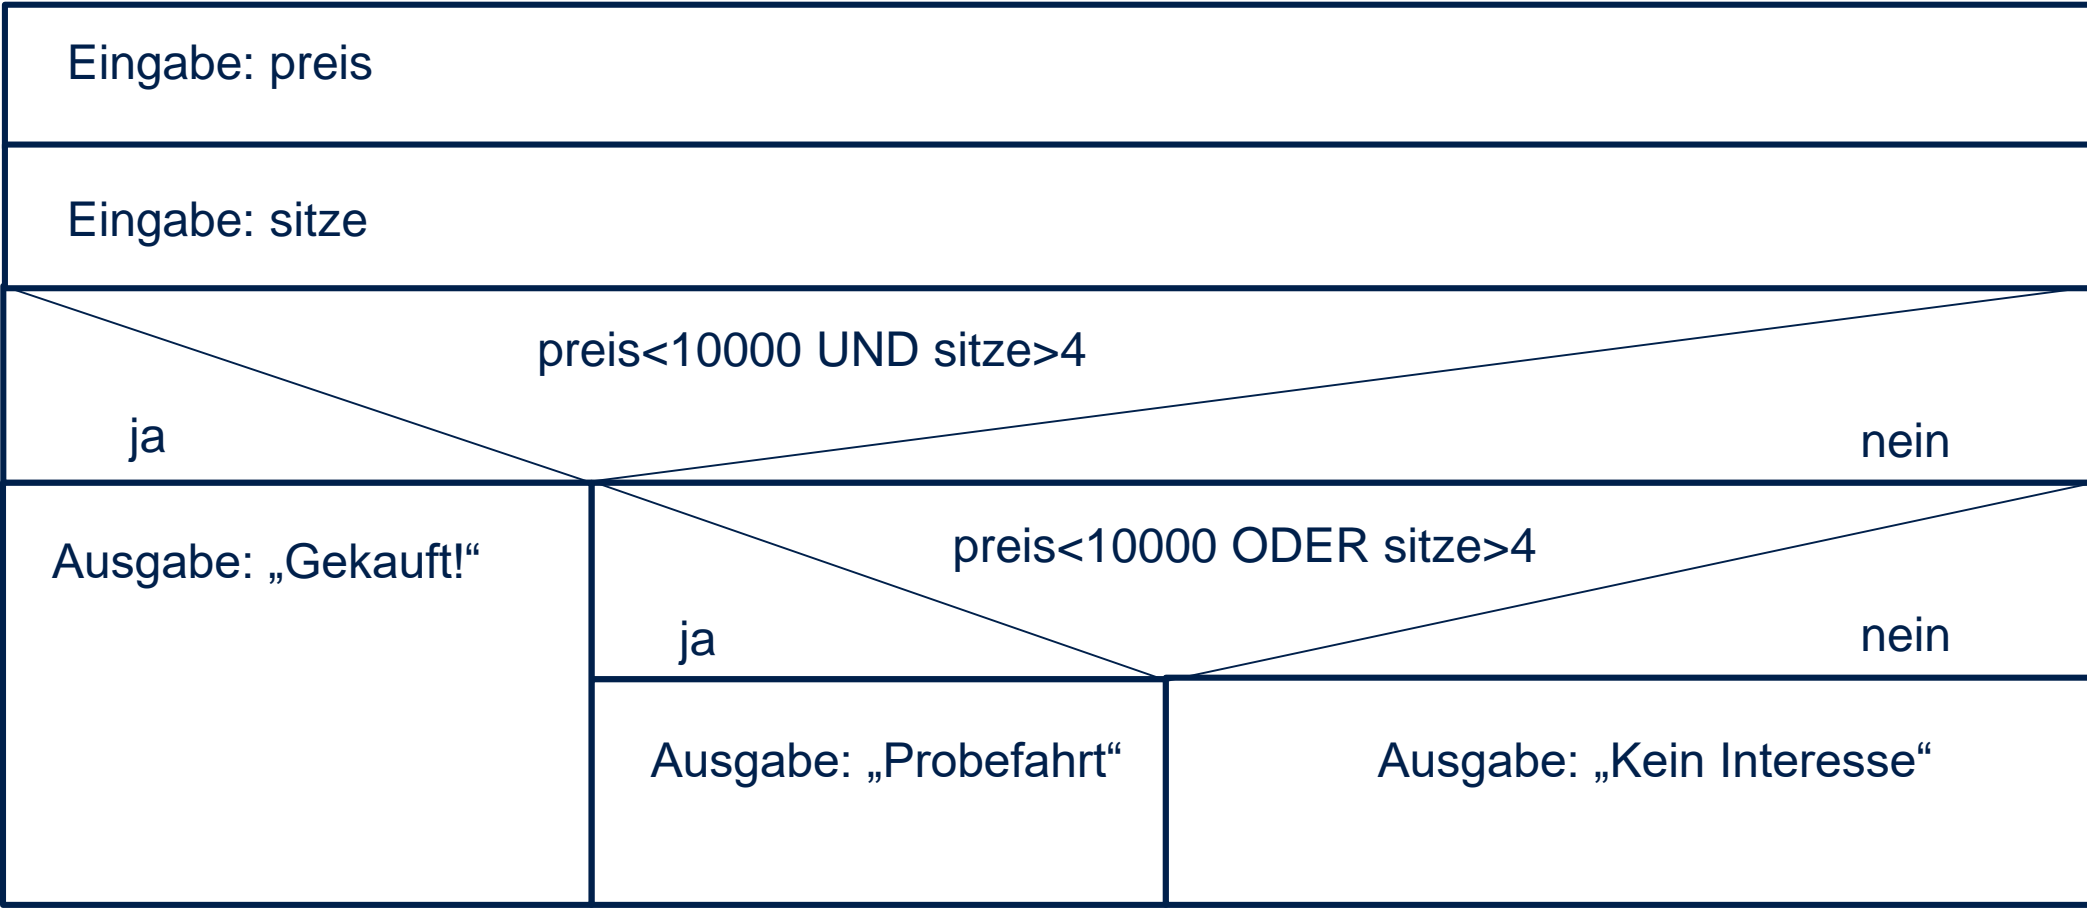 Eingabe: preis
Eingabe: sitze
preis<10000 UND sitze>4
ja
nein
Ausgabe: „Gekauft!“
preis<10000 ODER sitze>4
ja
nein
Ausgabe: „Probefahrt“
Ausgabe: „Kein Interesse“